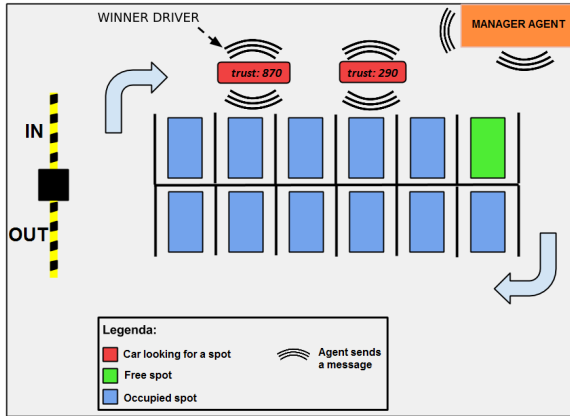 WINNER DRIVER
MANAGER AGENT
trust: 870
trust: 290
IN
OUT
Legenda:
Car looking for a spot
Free spot
Occupied spot
Agent sends
a message